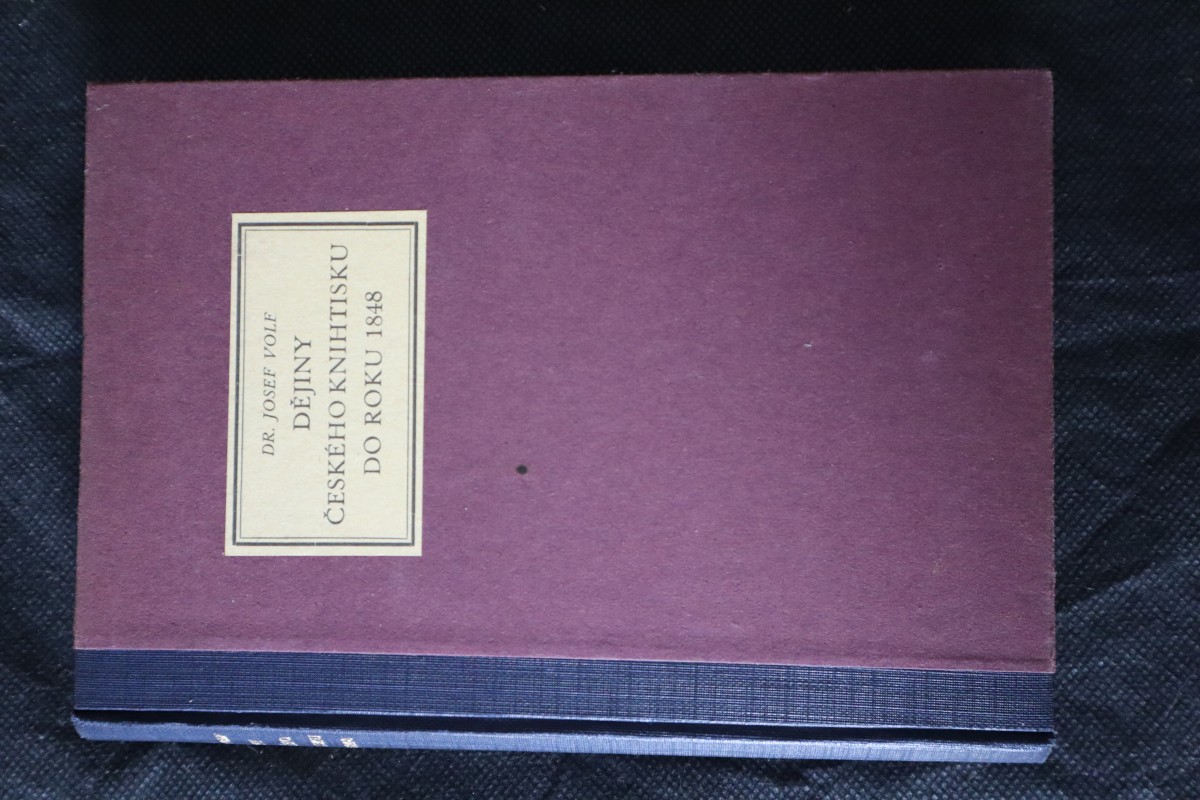 DR. JOSEF VOLF
DĚJINY
ČESKÉHO KNIHTISKU
DO ROKU 1848